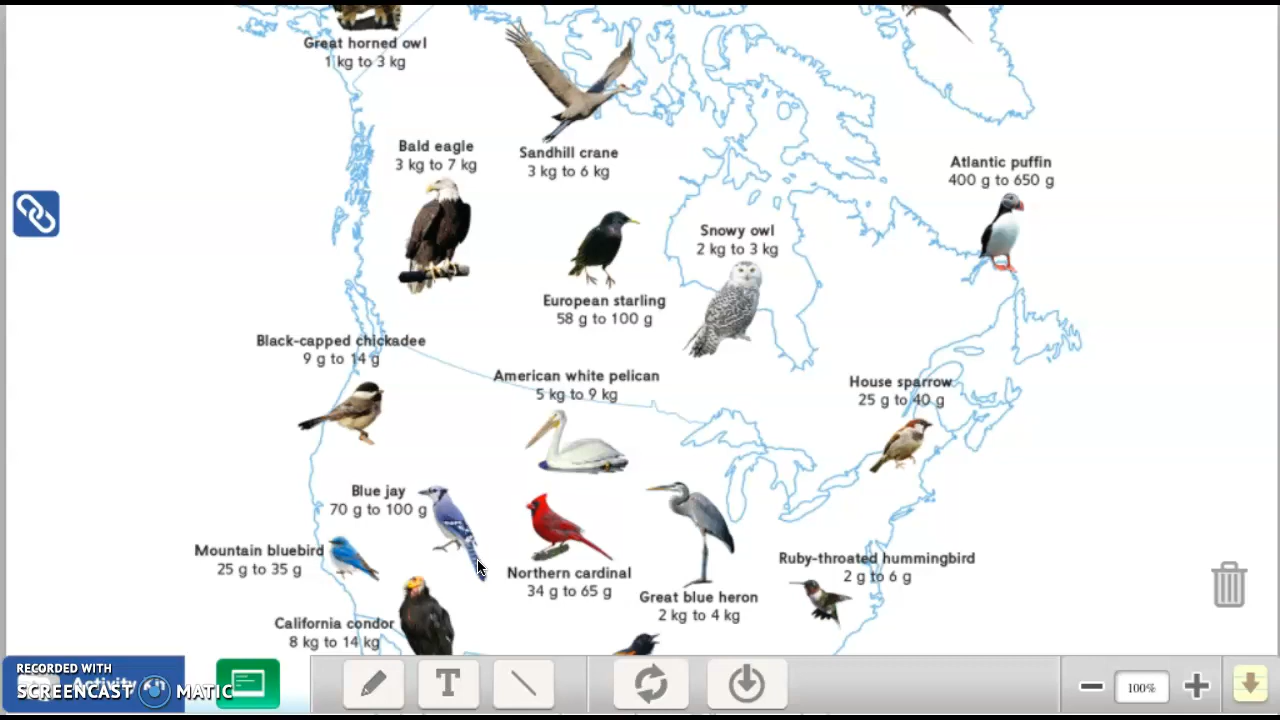 Great horned owl
1 kg to 3 kg
Bald eagle
3 kg to 7 kg
Sandhill crane
3 kg to 6 kg
Atlantic puffin
400 g to 650 g
Snowy owl
2 kg to 3 kg
European starling
58 g to 100 g
Black-capped chickadee
9 g to 14 g
American white pelican
5 kg to 9 kg
House sparrow
25 g to 40 g
Blue jay
70 g to 100 g
Mountain bluebird
25 g to 35 g
Northern cardinal
34 g to 65 g
Great blue heron
2 kg to 4 kg
Ruby-throated hummingbird
2 g to 6 g
California condor
8 kg to 14 kg
RECORDED WITH
SCREENCAST MATIC
Activity
T
100%